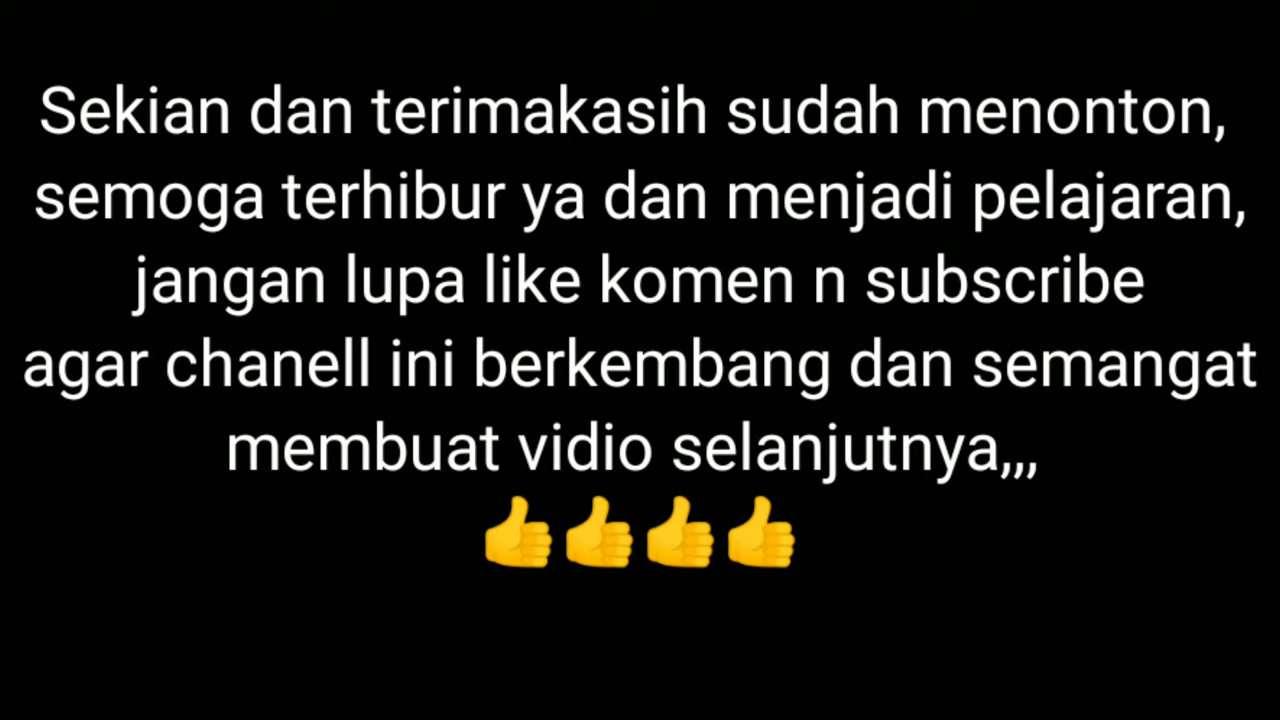 Sekian dan terimakasih sudah menonton,
semoga terhibur ya dan menjadi pelajaran,
jangan lupa like komen n subscribe
agar chanell ini berkembang dan semangat
membuat vidio selanjutnya,,,
👍👍👍👍